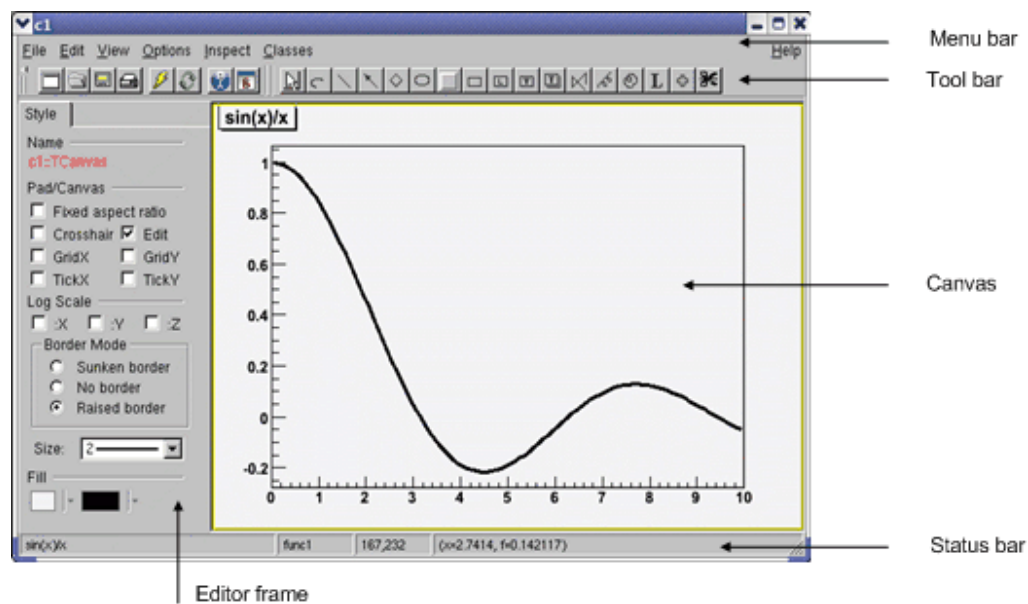 c1
File Edit View Options Inspect Classes Help
Menu bar
Tool bar
Style
Name
c1::TCanvas
Pad/Canvas
Fixed aspect ratio
Crosshair Edit
GridX GridY
TickX TickY
Log Scale
:X :Y :Z
Border Mode
Sunken border
No border
Raised border
Size: 2
Fill
sin(x)/x
1
0.8
0.6
0.4
0.2
0
-0.2
0 1 2 3 4 5 6 7 8 9 10
Canvas
sin(x)/x func1 167,232 (x=2.7414, f=0.142117)
Status bar
Editor frame